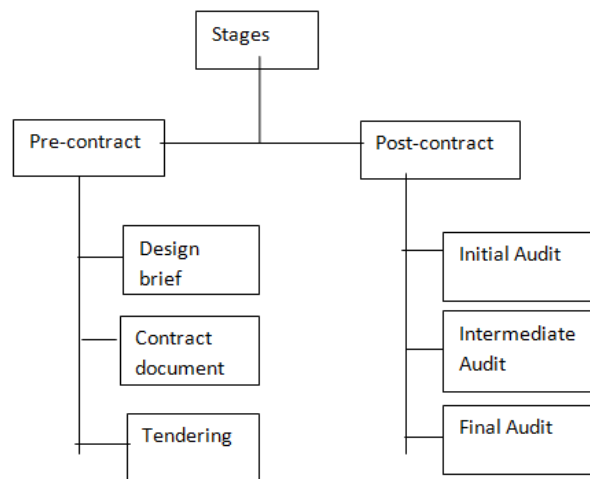 Stages
Pre-contract
Post-contract
Design
brief
Contract
document
Tendering
Initial Audit
Intermediate
Audit
Final Audit